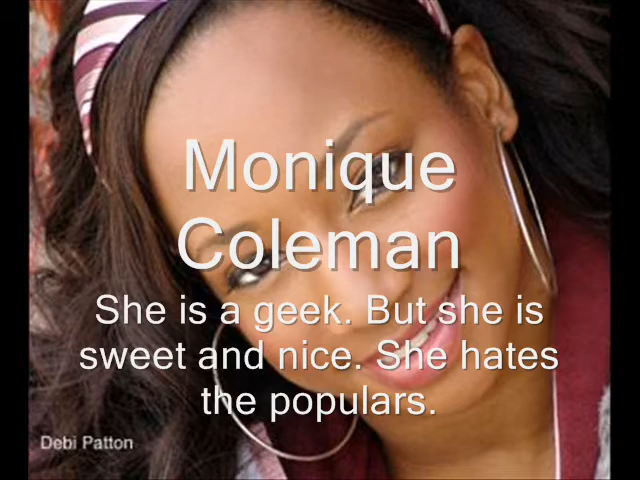 Monique
Coleman
She is a geek. But she is
sweet and nice. She hates
the populars.
Debi Patton